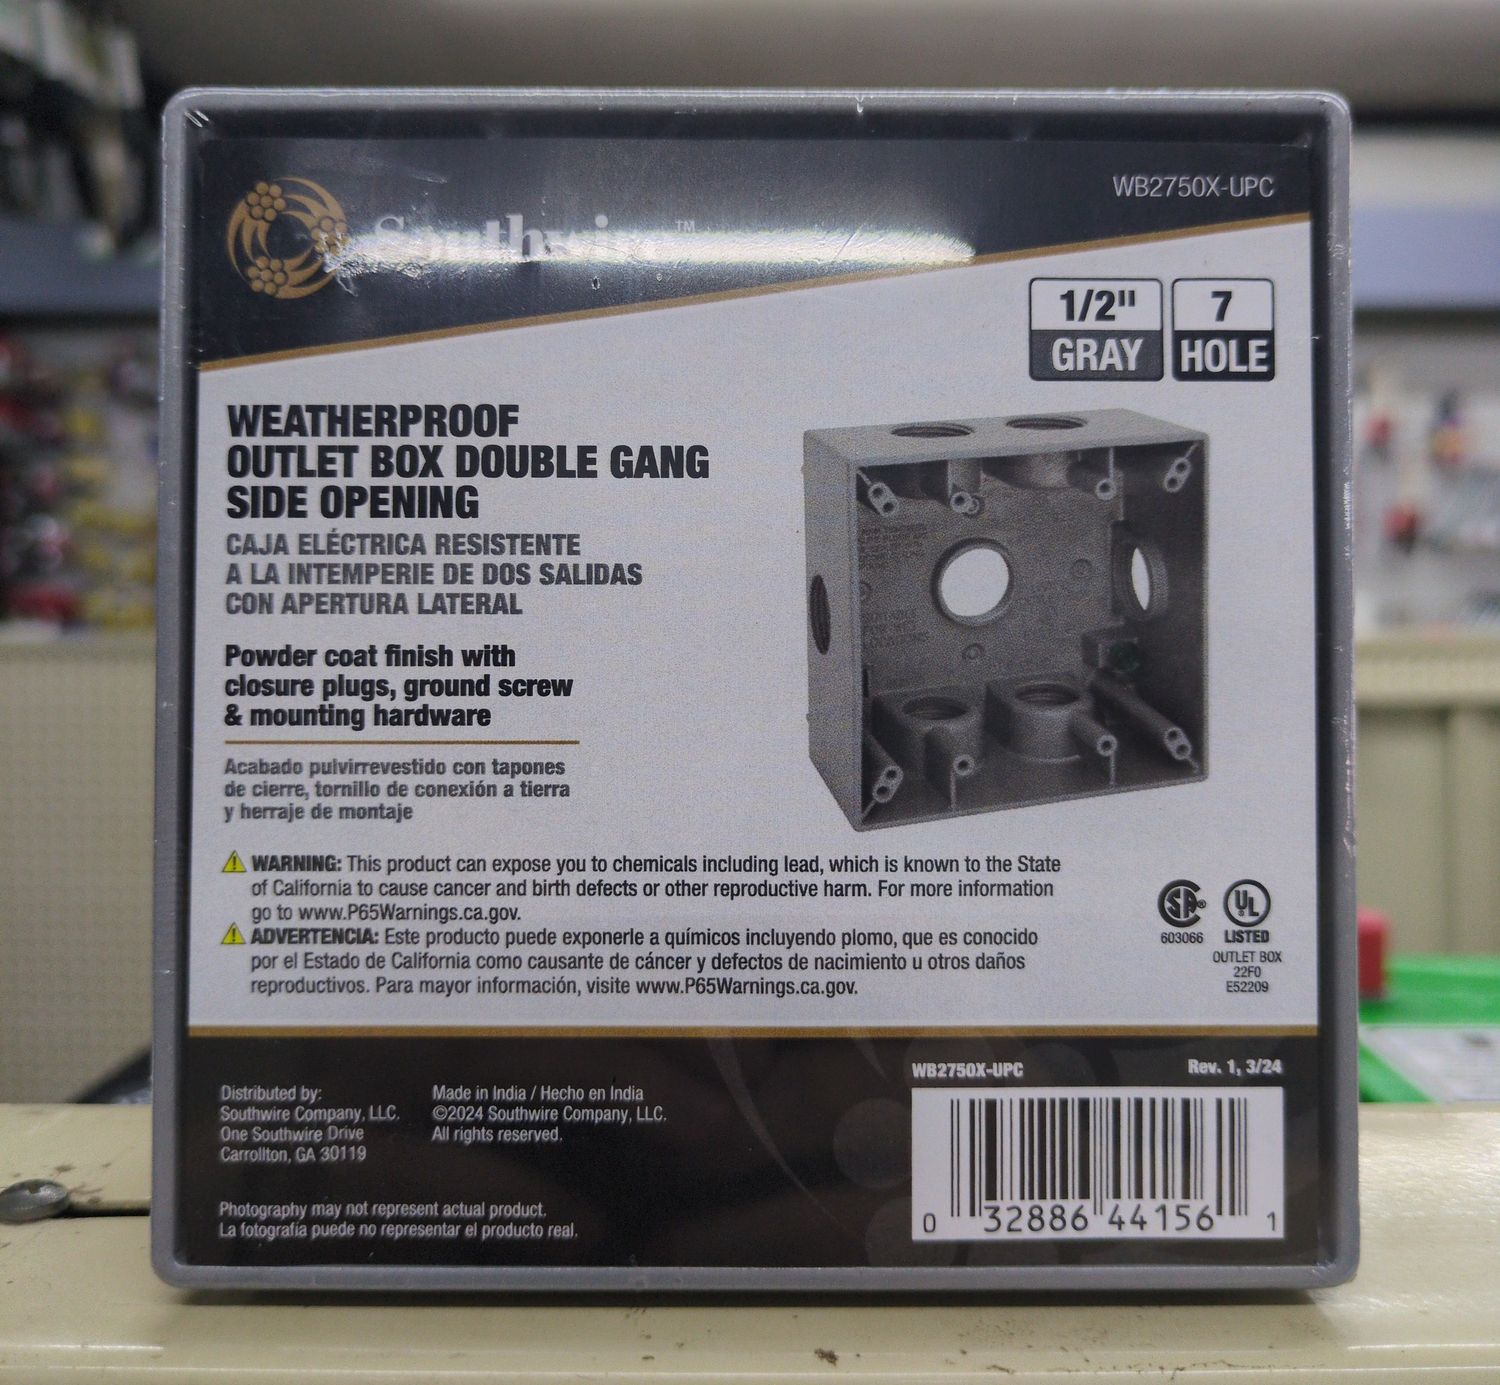 Southwire™
WB2750X-UPC
1/2"
GRAY
7
HOLE
WEATHERPROOF
OUTLET BOX DOUBLE GANG
SIDE OPENING
CAJA ELÉCTRICA RESISTENTE
A LA INTEMPERIE DE DOS SALIDAS
CON APERTURA LATERAL
Powder coat finish with
closure plugs, ground screw
& mounting hardware
Acabado pulvirrevestido con tapones
de cierre, tornillo de conexión a tierra
y herraje de montaje
WARNING: This product can expose you to chemicals including lead, which is known to the State
of California to cause cancer and birth defects or other reproductive harm. For more information
go to www.P65Warnings.ca.gov.
ADVERTENCIA: Este producto puede exponerle a químicos incluyendo plomo, que es conocido
por el Estado de California como causante de cáncer y defectos de nacimiento u otros daños
reproductivos. Para mayor información, visite www.P65Warnings.ca.gov.
SA®
603066
UL
LISTED
OUTLET BOX
22F0
E52209
Distributed by:
Southwire Company, LLC.
One Southwire Drive
Carrollton, GA 30119
Made in India / Hecho en India
©2024 Southwire Company, LLC.
All rights reserved.
Photography may not represent actual product.
La fotografía puede no representar el producto real.
WB2750X-UPC
Rev. 1, 3/24
0 32886 44156 1